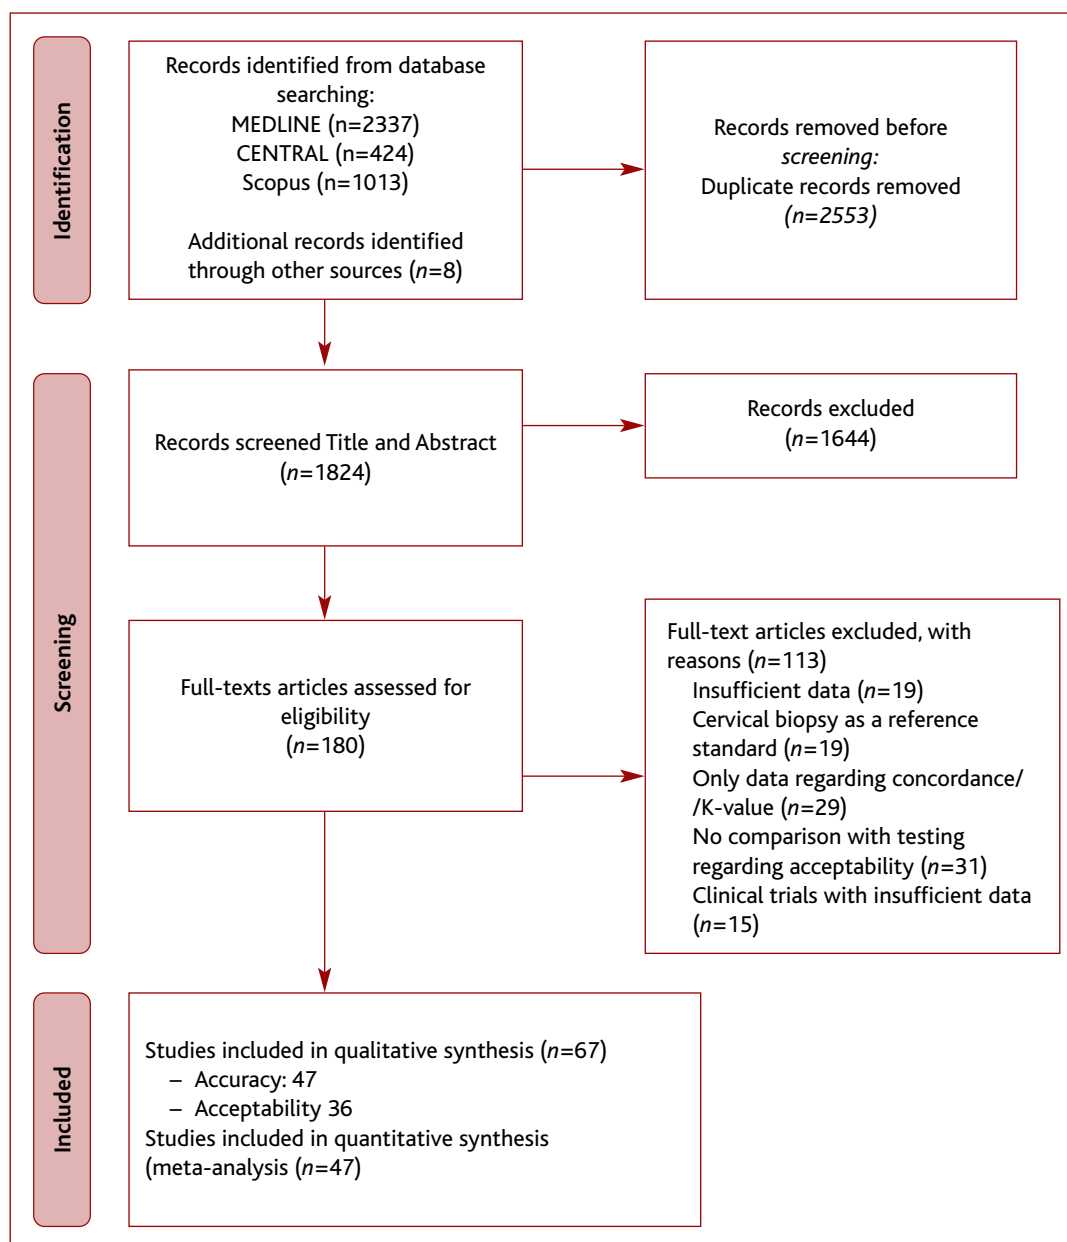 Identification
Records identified from database
searching:
MEDLINE (n=2337)
CENTRAL (n=424)
Scopus (n=1013)
Additional records identified
through other sources (n=8)
Records removed before
screening:
Duplicate records removed
(n=2553)
Screening
Records screened Title and Abstract
(n=1824)
Records excluded
(n=1644)
Full-texts articles assessed for
eligibility
(n=180)
Full-text articles excluded, with
reasons (n=113)
Insufficient data (n=19)
Cervical biopsy as a reference
standard (n=19)
Only data regarding concordance/
/K-value (n=29)
No comparison with testing
regarding acceptability (n=31)
Clinical trials with insufficient data
(n=15)
Included
Studies included in qualitative synthesis (n=67)
– Accuracy: 47
– Acceptability 36
Studies included in quantitative synthesis
(meta-analysis (n=47)